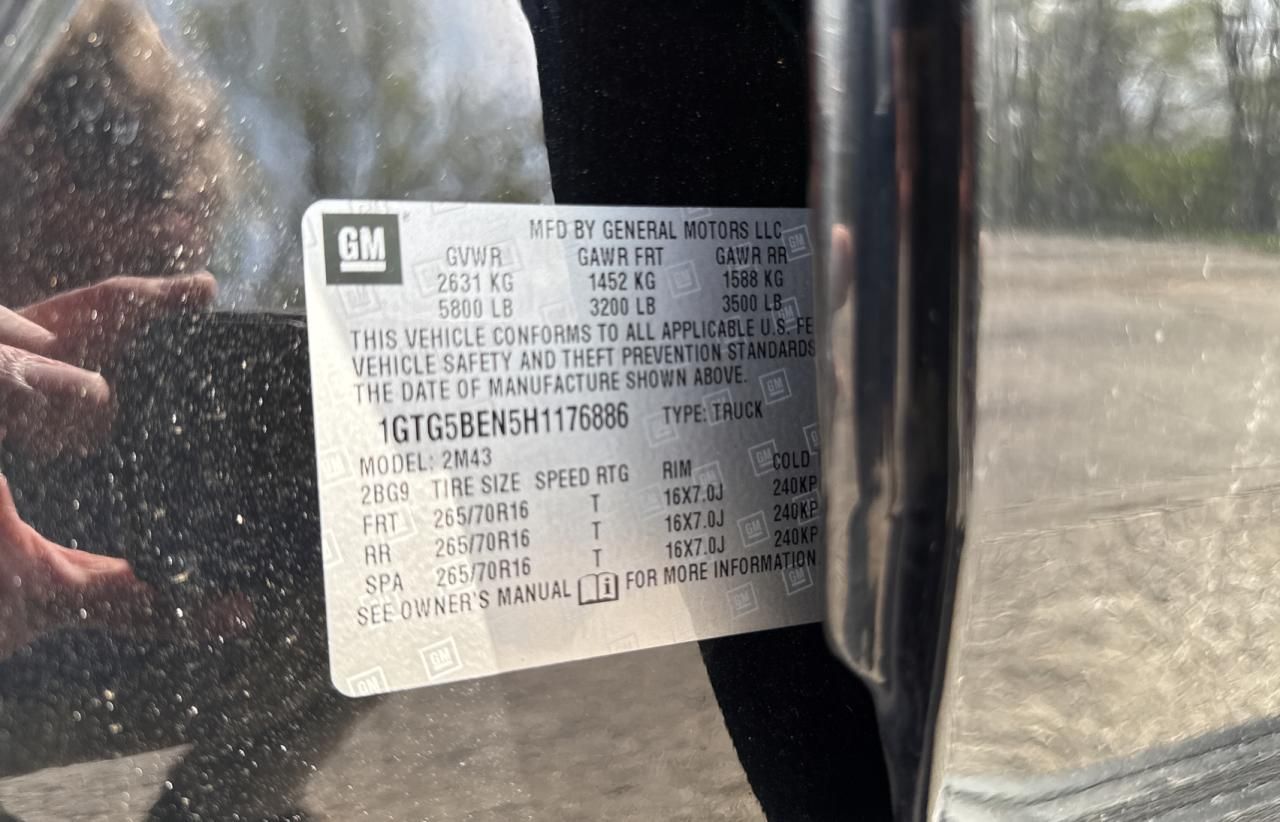 GM MFD BY GENERAL MOTORS LLC
GVWR GAWR FRT GAWR RR
2631 KG 1452 KG 1588 KG
5800 LB 3200 LB 3500 LB
THIS VEHICLE CONFORMS TO ALL APPLICABLE U.S. FE
VEHICLE SAFETY AND THEFT PREVENTION STANDARDS
THE DATE OF MANUFACTURE SHOWN ABOVE.
1GTG5BEN5H1176886 TYPE: TRUCK
MODEL: 2M43
2BG9 TIRE SIZE SPEED RTG RIM COLD
FRT 265/70R16 T 16X7.0J 240KP
RR 265/70R16 T 16X7.0J 240KP
SPA 265/70R16 T 16X7.0J 240KP
SEE OWNER'S MANUAL i FOR MORE INFORMATION